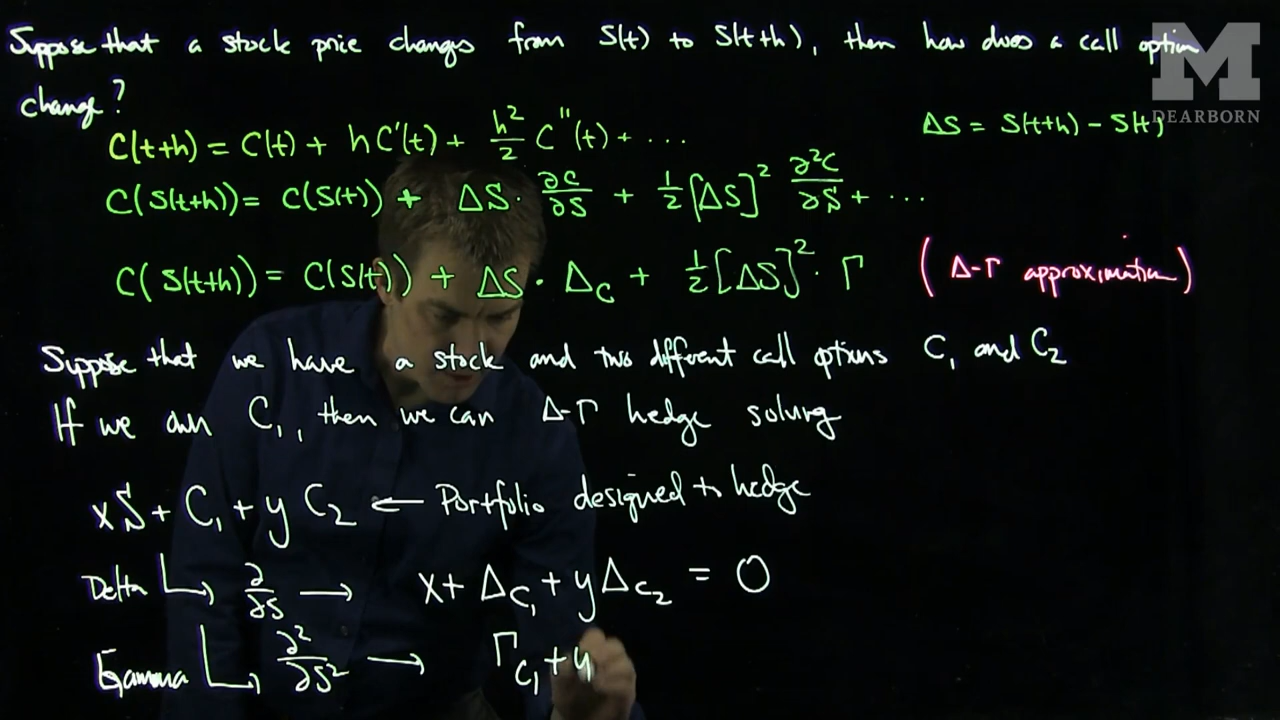 Suppose that a stock price changes from S(t) to S(t+h), then how does a call option
change?
M
DEARBORN
ΔS = S(t+h) - S(t)
C(t+h) = C(t) + hC'(t) + h²/2 C''(t) + ...
C(S(t+h)) = C(S(t)) + ΔS · ∂C/∂S + 1/2 [ΔS]² ∂²C/∂S + ...
C(S(t+h)) = C(S(t)) + ΔS · Δ_C + 1/2 [ΔS]² · Γ (Δ-Γ approximation)
Suppose that we have a stock and two different call options C₁ and C₂
If we own C₁, then we can Δ-Γ hedge solving
xS + C₁ + y C₂ ← Portfolio designed to hedge
Delta ↳ ∂/∂S → x + Δ_C₁ + yΔ_C₂ = 0
Gamma ↳ ∂²/∂S² → Γ_C₁ + y